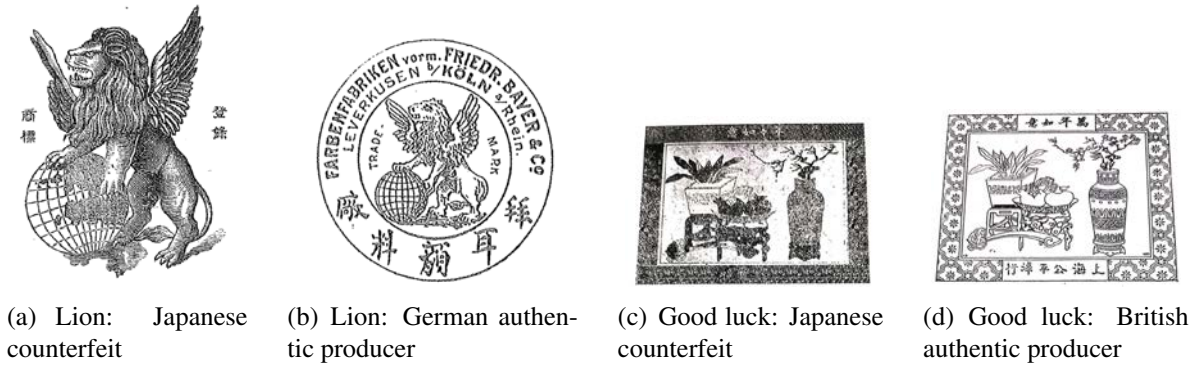 登錄
商標
FARBENFABRIKEN vorm. FRIEDR. BAYER & Co
LEVERKUSEN b/KÖLN a/Rhein.
TRADE-MARK
耳顏料廠
萬年如意
上海公平洋行
(a) Lion: Japanese
counterfeit
(b) Lion: German authen-
tic producer
(c) Good luck: Japanese
counterfeit
(d) Good luck: British
authentic producer